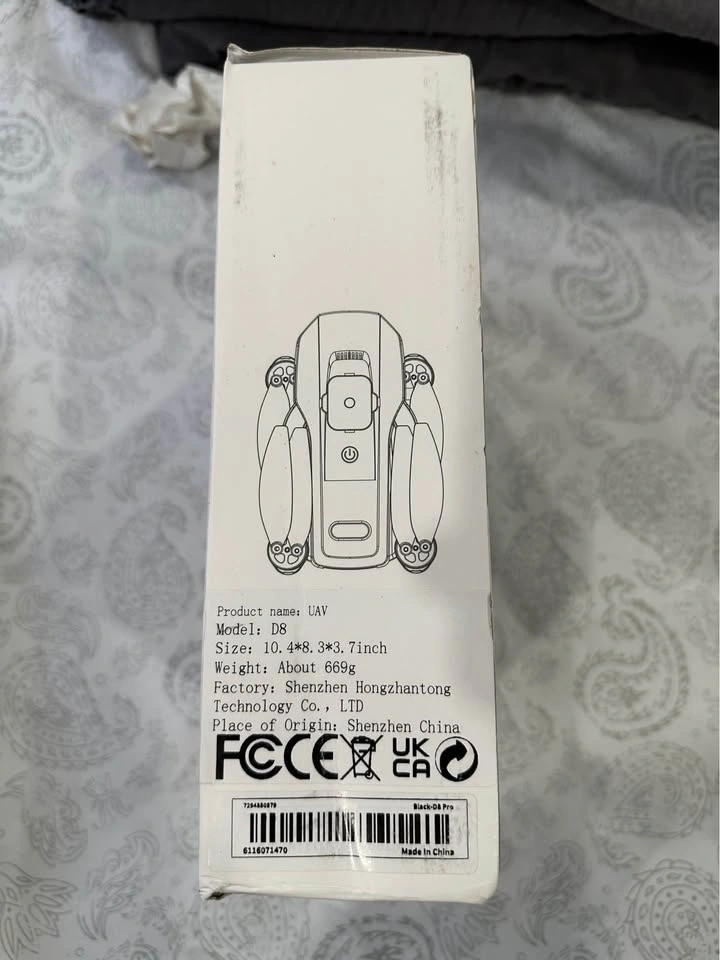 Product name: UAV
Model: D8
Size: 10.4*8.3*3.7inch
Weight: About 669g
Factory: Shenzhen Hongzhantong
Technology Co., LTD
Place of Origin: Shenzhen China
FC CE UK CA
7294880879 Black-D8 Pro
6116071470 Made in China